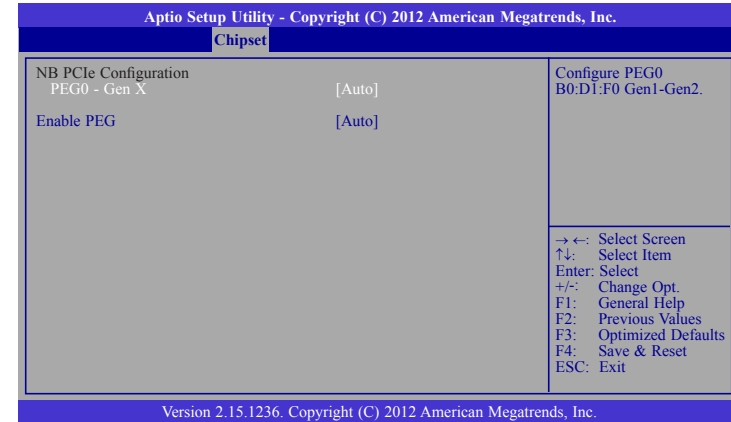 Aptio Setup Utility - Copyright (C) 2012 American Megatrends, Inc.
Chipset
NB PCIe Configuration
PEG0 - Gen X [Auto]
Enable PEG [Auto]
Configure PEG0
B0:D1:F0 Gen1-Gen2.
→ ←: Select Screen
↑↓: Select Item
Enter: Select
+/-: Change Opt.
F1: General Help
F2: Previous Values
F3: Optimized Defaults
F4: Save & Reset
ESC: Exit
Version 2.15.1236. Copyright (C) 2012 American Megatrends, Inc.